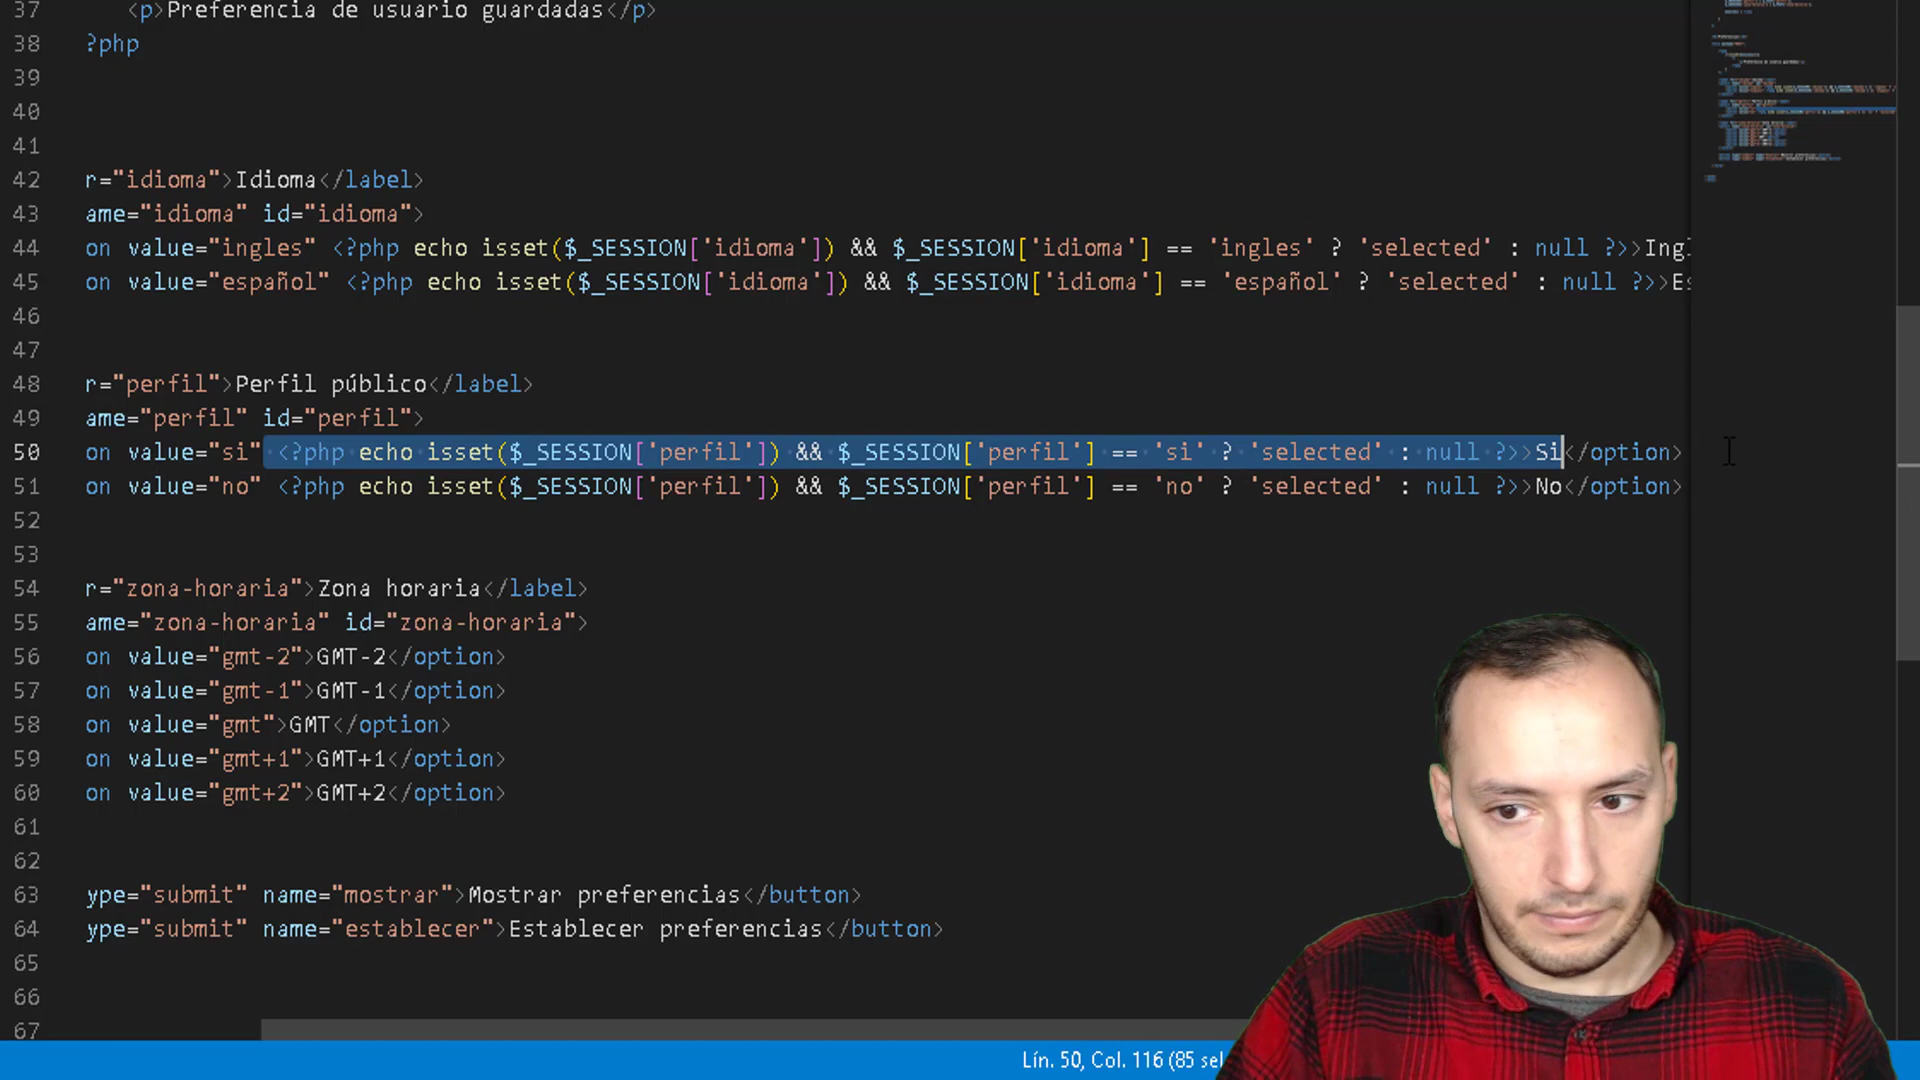 37 <p>Preferencia de usuario guardadas</p>
38 ?php
39
40
41
42 r="idioma">Idioma</label>
43 ame="idioma" id="idioma">
44 on value="ingles" <?php echo isset($_SESSION['idioma']) && $_SESSION['idioma'] == 'ingles' ? 'selected' : null ?>>Ingl
45 on value="español" <?php echo isset($_SESSION['idioma']) && $_SESSION['idioma'] == 'español' ? 'selected' : null ?>>Es
46
47
48 r="perfil">Perfil público</label>
49 ame="perfil" id="perfil">
50 on value="si" <?php echo isset($_SESSION['perfil']) && $_SESSION['perfil'] == 'si' ? 'selected' : null ?>>Si</option>
51 on value="no" <?php echo isset($_SESSION['perfil']) && $_SESSION['perfil'] == 'no' ? 'selected' : null ?>>No</option>
52
53
54 r="zona-horaria">Zona horaria</label>
55 ame="zona-horaria" id="zona-horaria">
56 on value="gmt-2">GMT-2</option>
57 on value="gmt-1">GMT-1</option>
58 on value="gmt">GMT</option>
59 on value="gmt+1">GMT+1</option>
60 on value="gmt+2">GMT+2</option>
61
62
63 ype="submit" name="mostrar">Mostrar preferencias</button>
64 ype="submit" name="establecer">Establecer preferencias</button>
65
66
67
Lín. 50, Col. 116 (85 sel